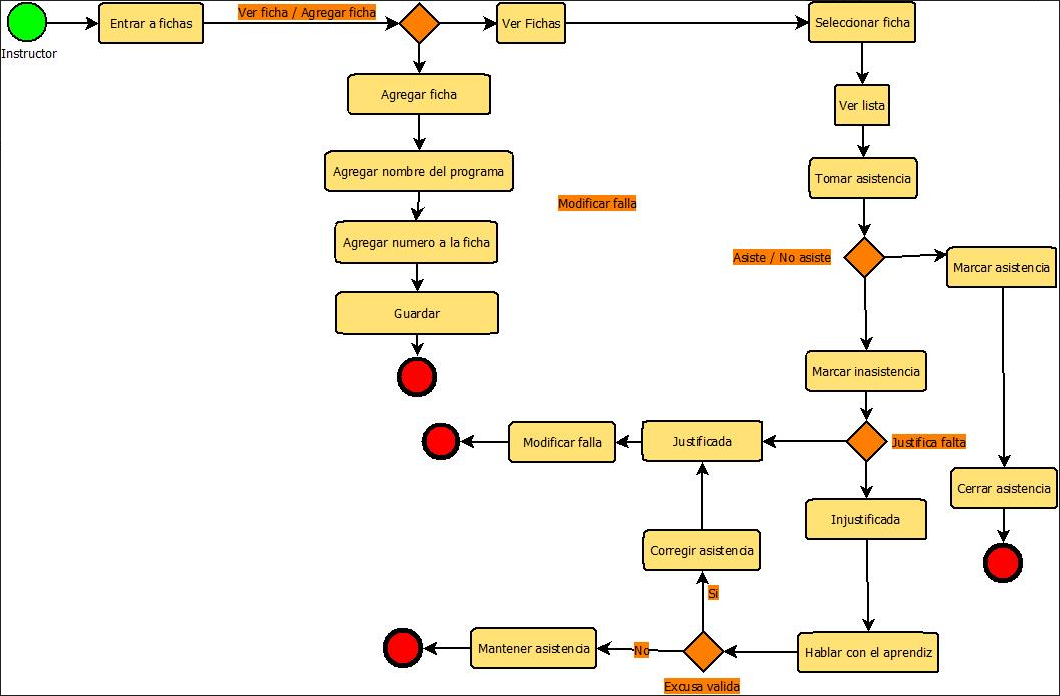 Instructor
Entrar a fichas
Ver ficha / Agregar ficha
Ver Fichas
Seleccionar ficha
Agregar ficha
Ver lista
Agregar nombre del programa
Tomar asistencia
Modificar falla
Agregar numero a la ficha
Asiste / No asiste
Marcar asistencia
Guardar
Marcar inasistencia
Modificar falla
Justificada
Justifica falta
Cerrar asistencia
Injustificada
Corregir asistencia
Si
Mantener asistencia
No
Hablar con el aprendiz
Excusa valida